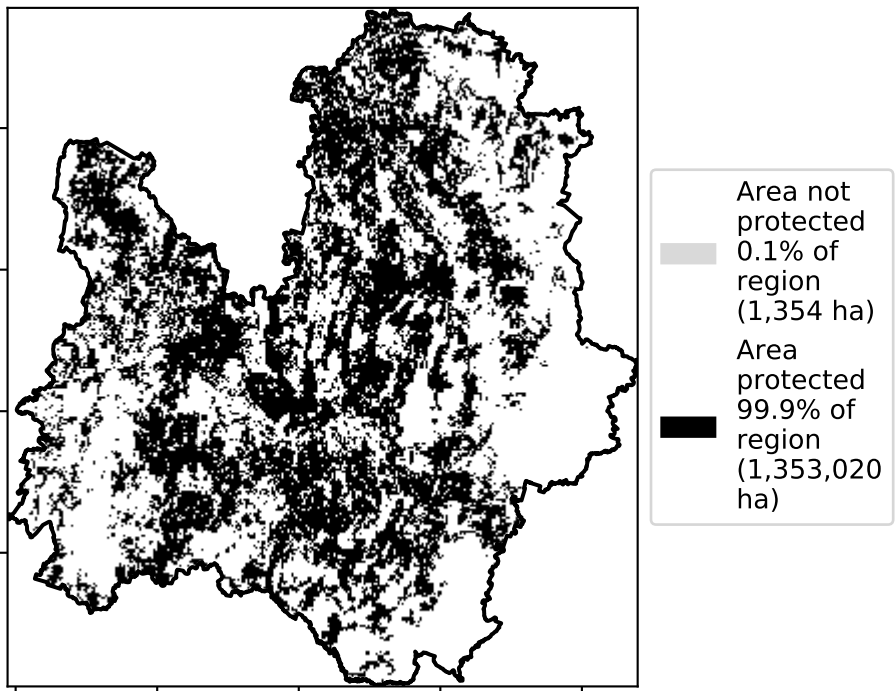 Area not
protected
0.1% of
region
(1,354 ha)
Area
protected
99.9% of
region
(1,353,020
ha)